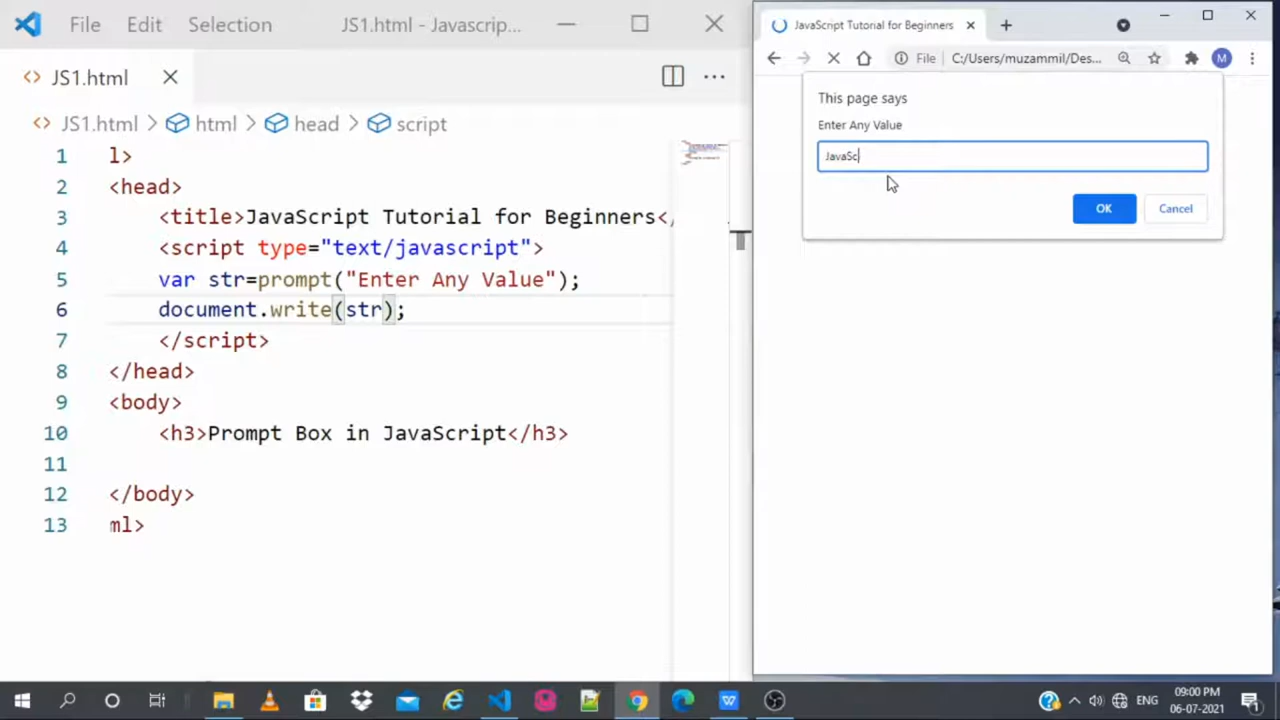 File Edit Selection JS1.html - Javascrip...
JS1.html
JS1.html > html > head > script
1 l>
2 <head>
3 <title>JavaScript Tutorial for Beginners</
4 <script type="text/javascript">
5 var str=prompt("Enter Any Value");
6 document.write(str);
7 </script>
8 </head>
9 <body>
10 <h3>Prompt Box in JavaScript</h3>
11
12 </body>
13 ml>
JavaScript Tutorial for Beginners
File C:/Users/muzammil/Des... M
This page says
Enter Any Value
JavaSc
OK Cancel
ENG 09:00 PM
06-07-2021